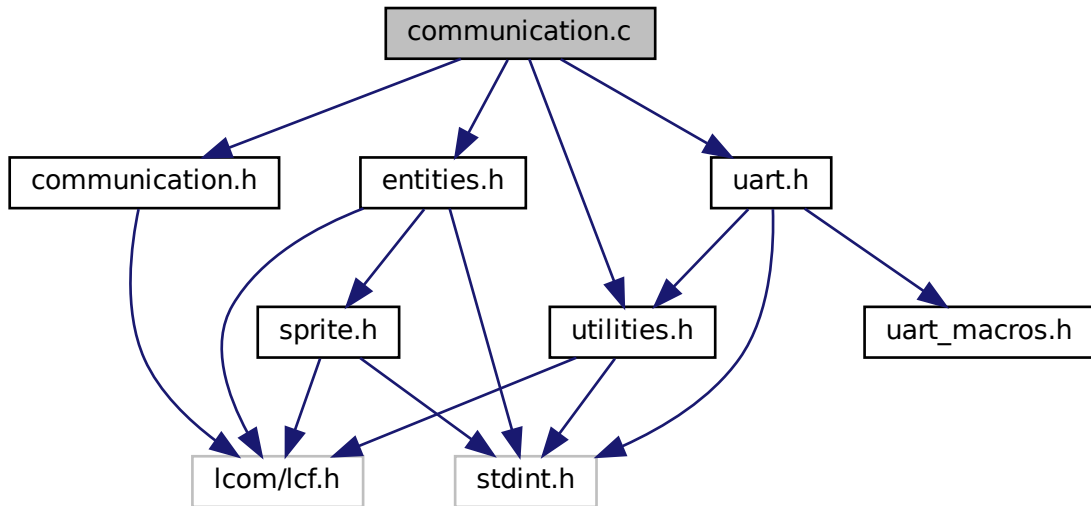 communication.c
communication.h
entities.h
uart.h
sprite.h
utilities.h
uart_macros.h
lcom/lcf.h
stdint.h